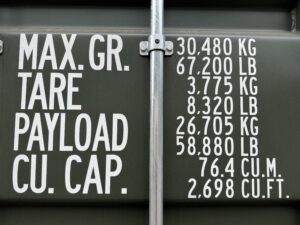 MAX. GR. 30,480 KG
67,200 LB
TARE 3,775 KG
8,320 LB
PAYLOAD 26,705 KG
58,880 LB
CU. CAP. 76.4 CU.M.
2,698 CU.FT.